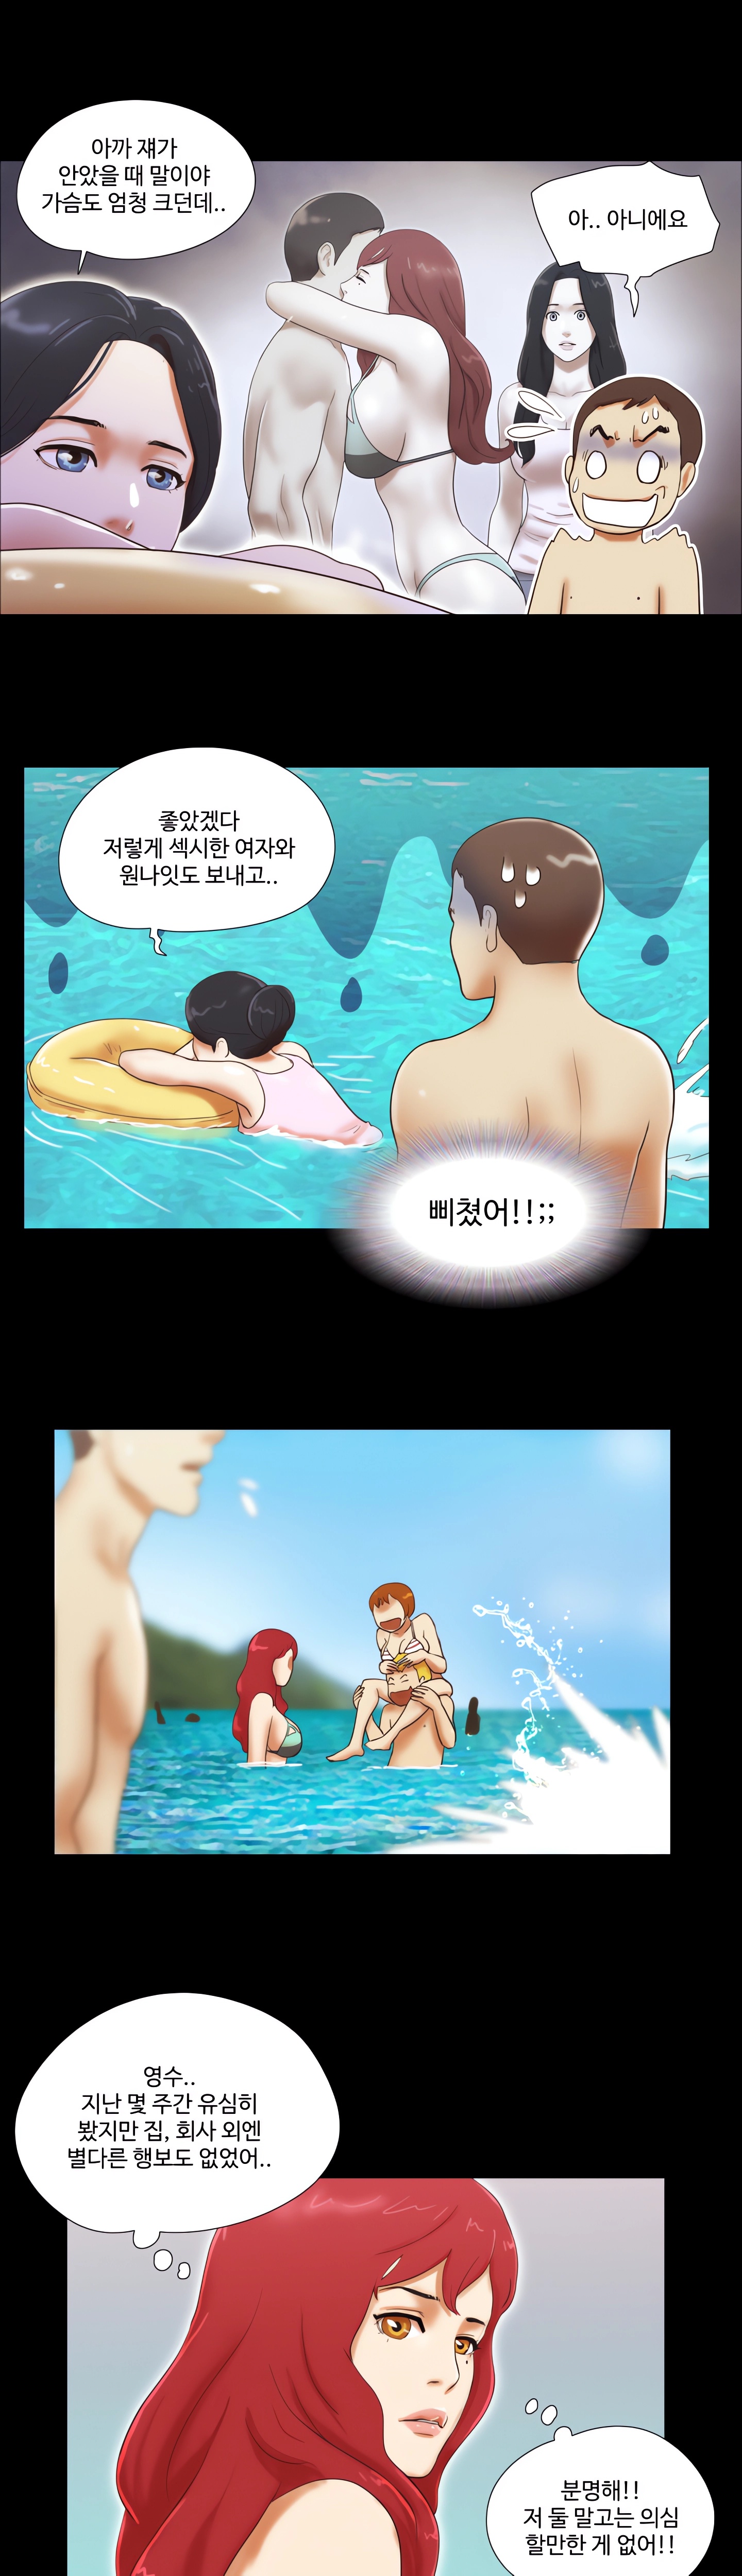 아까 쟤가
안았을 때 말이야
가슴도 엄청 크던데..
아.. 아니에요
좋았겠다
저렇게 섹시한 여자와
원나잇도 보내고..
삐쳤어!!;;
영수..
지난 몇 주간 유심히
봤지만 집, 회사 외엔
별다른 행보도 없었어..
분명해!!
저 둘 말고는 의심
할만한 게 없어!!